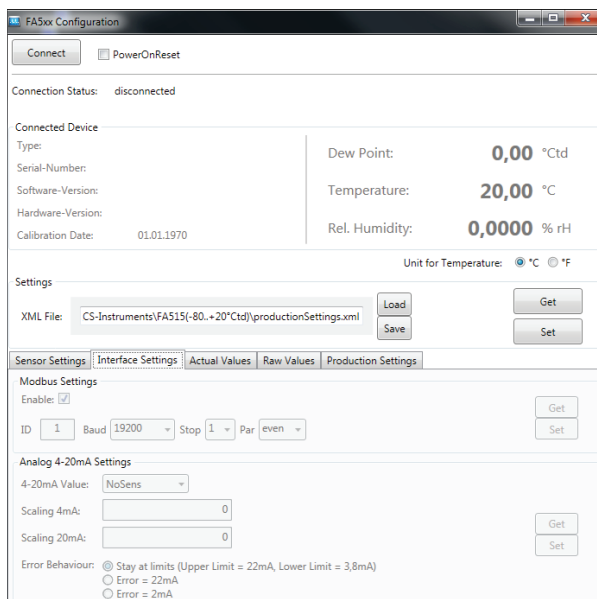 FA5xx Configuration
Connect PowerOnReset
Connection Status: disconnected
Connected Device
Type:
Serial-Number:
Software-Version:
Hardware-Version:
Calibration Date: 01.01.1970
Dew Point: 0,00 °Ctd
Temperature: 20,00 °C
Rel. Humidity: 0,0000 % rH
Unit for Temperature: °C °F
Settings
XML File: CS-Instruments\FA515(-80..+20°Ctd)\productionSettings.xml
Load
Save
Get
Set
Sensor Settings Interface Settings Actual Values Raw Values Production Settings
Modbus Settings
Enable:
ID 1 Baud 19200 Stop 1 Par even
Get
Set
Analog 4-20mA Settings
4-20mA Value: NoSens
Scaling 4mA: 0
Scaling 20mA: 0
Get
Set
Error Behaviour: Stay at limits (Upper Limit = 22mA, Lower Limit = 3,8mA)
Error = 22mA
Error = 2mA